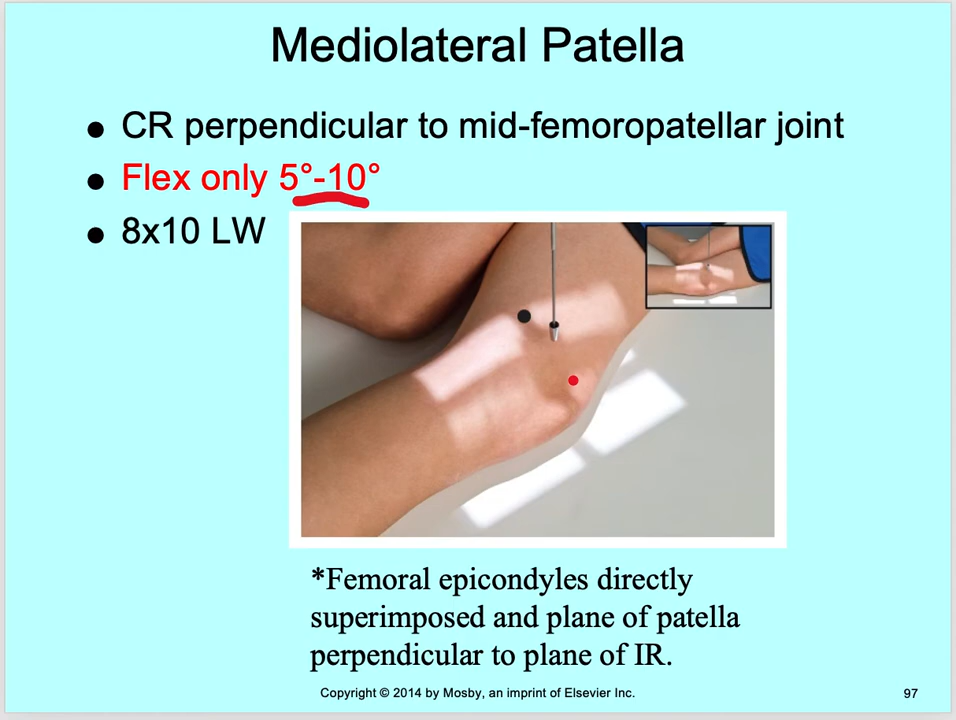 Mediolateral Patella
● CR perpendicular to mid-femoropatellar joint
● Flex only 5°-10°
● 8x10 LW
*Femoral epicondyles directly
superimposed and plane of patella
perpendicular to plane of IR.
Copyright © 2014 by Mosby, an imprint of Elsevier Inc.
97